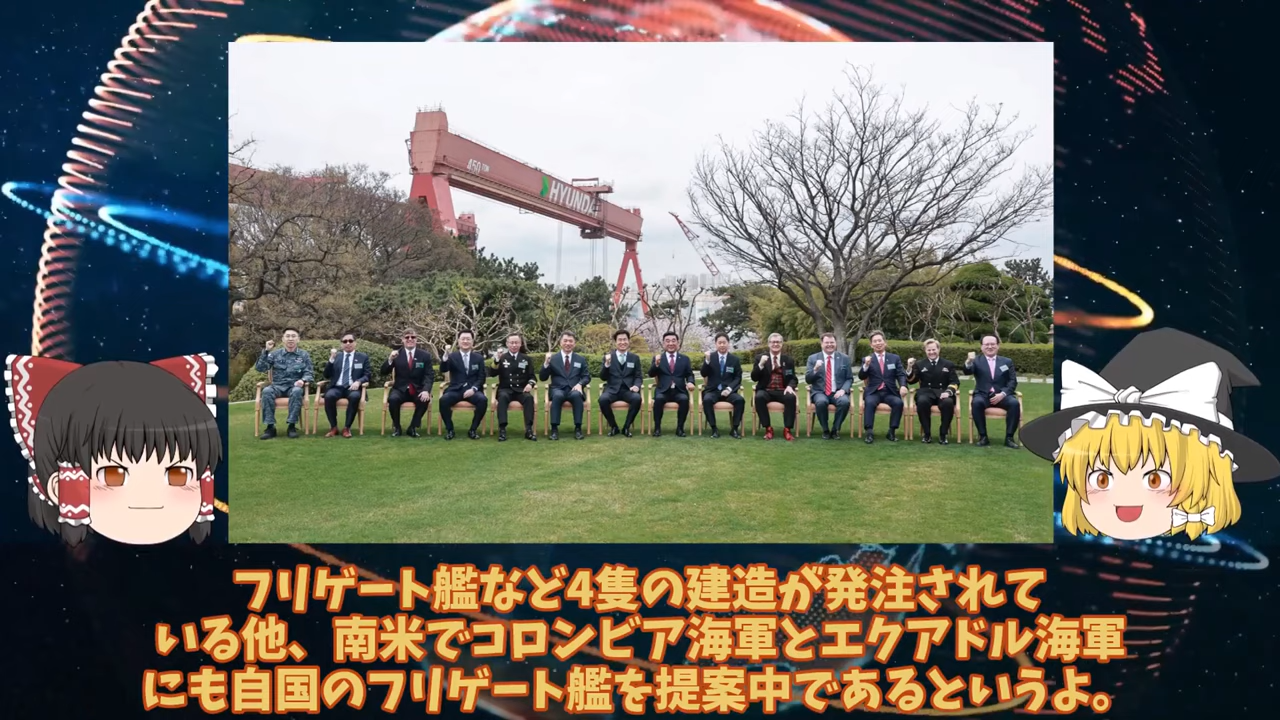 450 TON
HYUNDAI
フリゲート艦など4隻の建造が発注されて
いる他、南米でコロンビア海軍とエクアドル海軍
にも自国のフリゲート艦を提案中であるというよ。